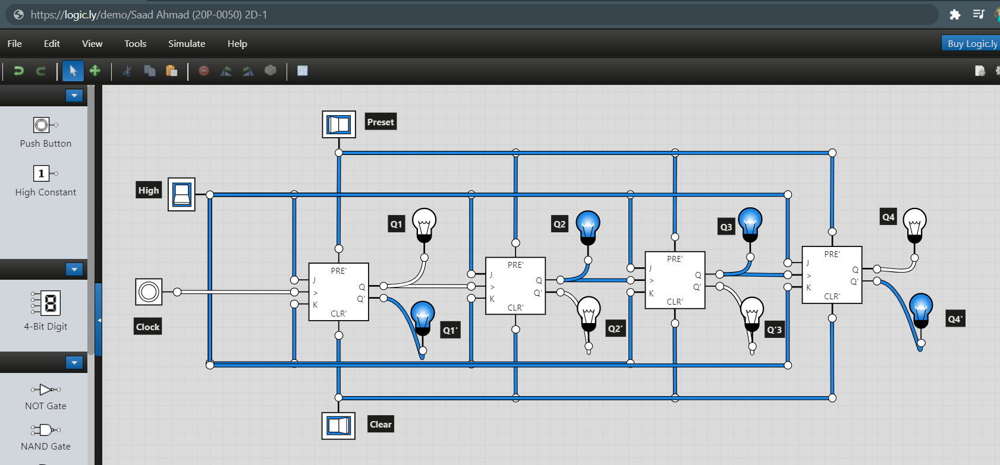 https://logic.ly/demo/Saad Ahmad (20P-0050) 2D-1
File Edit View Tools Simulate Help Buy Logic.ly
Preset
Push Button
1
High Constant
High
Q1
Q2
Q3
Q4
PRE'
J
>
K
Q
Q'
CLR'
PRE'
J
>
K
Q
Q'
CLR'
PRE'
J
>
K
Q
Q'
CLR'
PRE'
J
>
K
Q
Q'
CLR'
8
4-Bit Digit
Clock
Q1'
Q2'
Q'3
Q4'
NOT Gate
Clear
NAND Gate